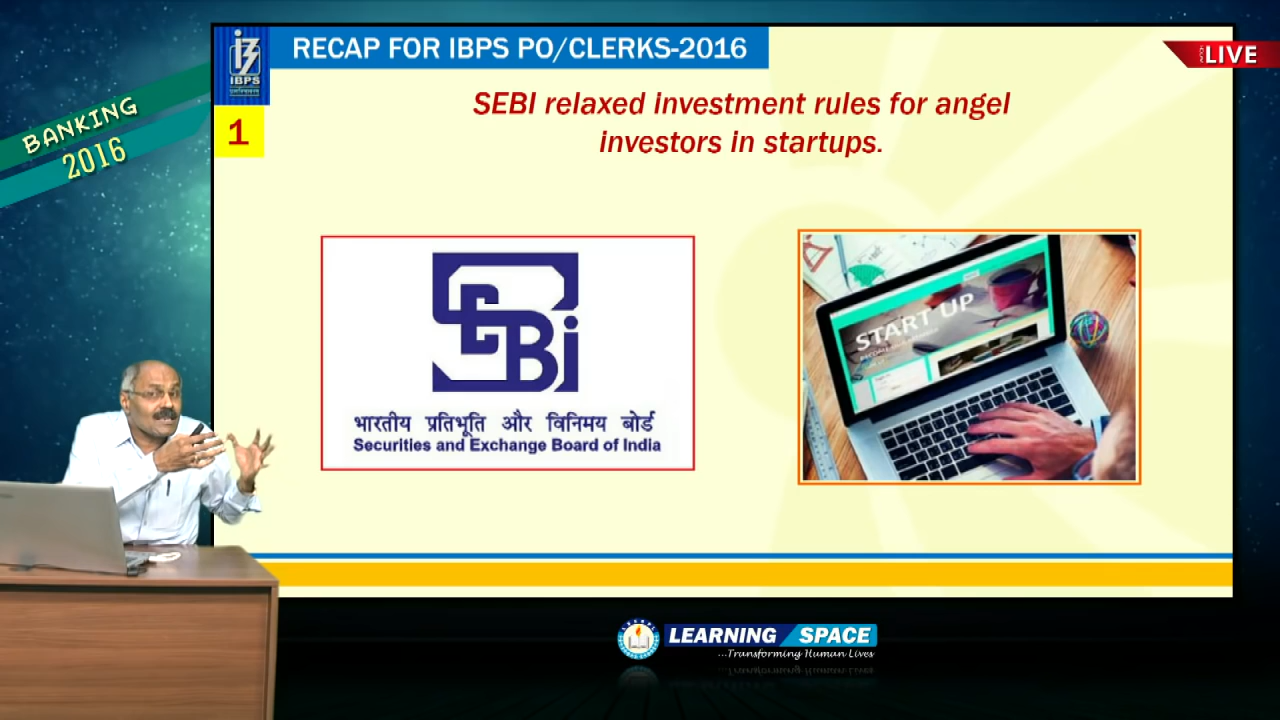 RECAP FOR IBPS PO/CLERKS-2016
IBPS
LIVE
1
SEBI relaxed investment rules for angel
investors in startups.
BANKING
2016
SEBi
भारतीय प्रतिभूति और विनिमय बोर्ड
Securities and Exchange Board of India
START UP
LEARNING SPACE
...Transforming Human Lives